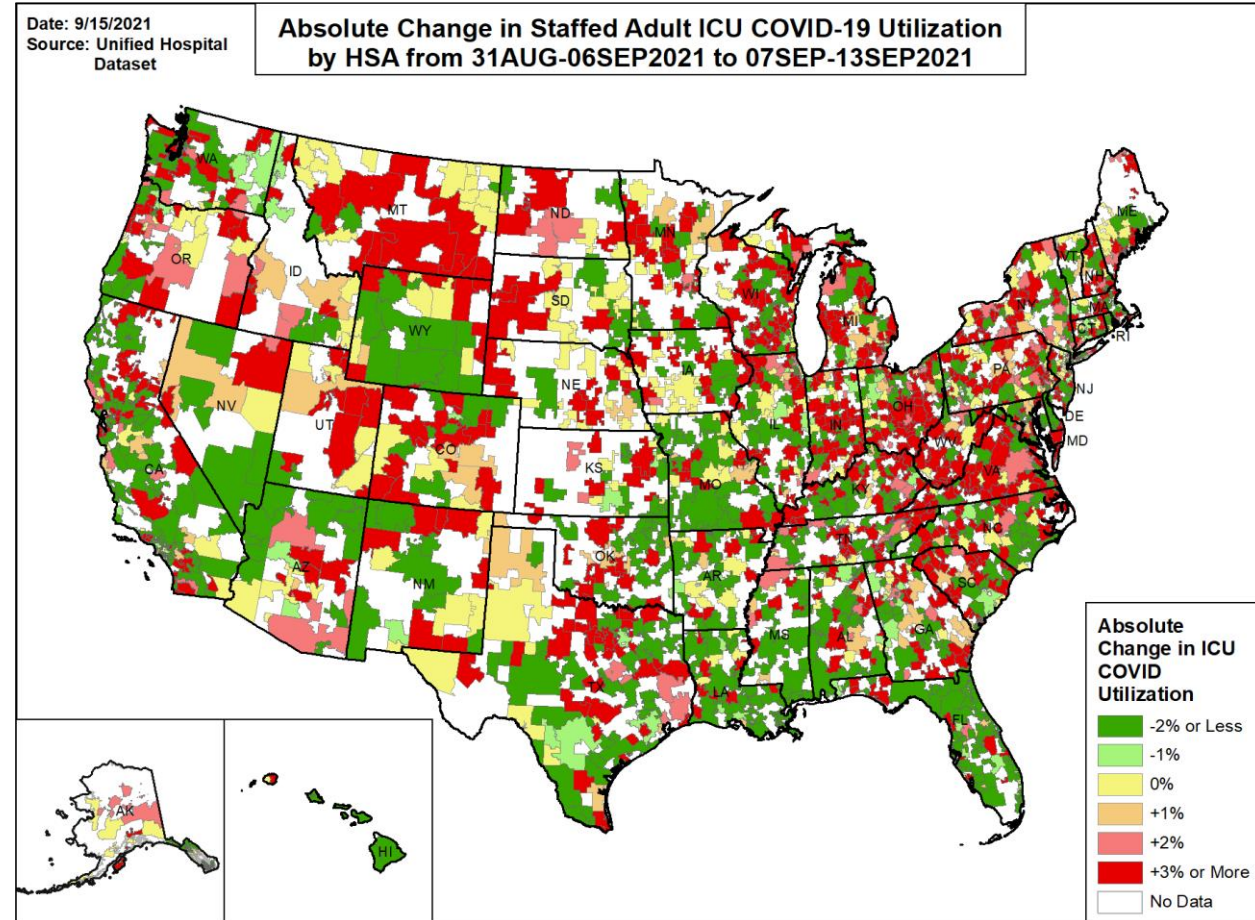 Date: 9/15/2021
Source: Unified Hospital
Dataset
Absolute Change in Staffed Adult ICU COVID-19 Utilization
by HSA from 31AUG-06SEP2021 to 07SEP-13SEP2021
WA
MT
ND
MN
ME
OR
ID
SD
WI
MI
VT
NH
NY
MA
CT
RI
WY
IA
NE
PA
NJ
NV
UT
CO
IL
IN
OH
DE
MD
WV
VA
CA
KS
MO
KY
AZ
NM
OK
AR
TN
NC
SC
MS
AL
GA
TX
LA
FL
AK
HI
Absolute
Change in ICU
COVID
Utilization
-2% or Less
-1%
0%
+1%
+2%
+3% or More
No Data